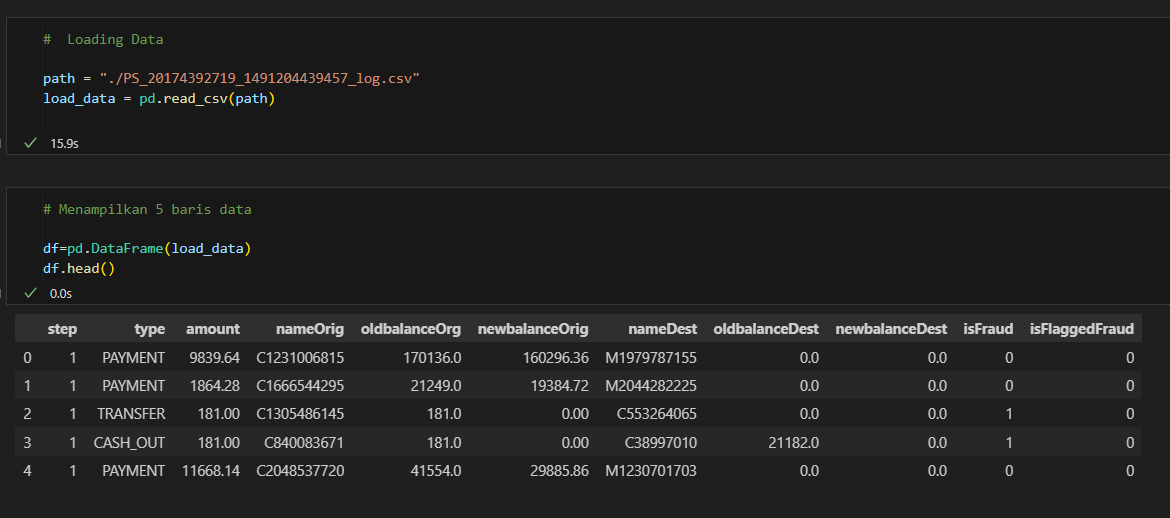 #  Loading Data
path = "./PS_20174392719_1491204439457_log.csv"
load_data = pd.read_csv(path)
15.9s
# Menampilkan 5 baris data
df=pd.DataFrame(load_data)
df.head()
0.0s
step type amount nameOrig oldbalanceOrg newbalanceOrig nameDest oldbalanceDest newbalanceDest isFraud isFlaggedFraud
0 1 PAYMENT 9839.64 C1231006815 170136.0 160296.36 M1979787155 0.0 0.0 0 0
1 1 PAYMENT 1864.28 C1666544295 21249.0 19384.72 M2044282225 0.0 0.0 0 0
2 1 TRANSFER 181.00 C1305486145 181.0 0.00 C553264065 0.0 0.0 1 0
3 1 CASH_OUT 181.00 C840083671 181.0 0.00 C38997010 21182.0 0.0 1 0
4 1 PAYMENT 11668.14 C2048537720 41554.0 29885.86 M1230701703 0.0 0.0 0 0